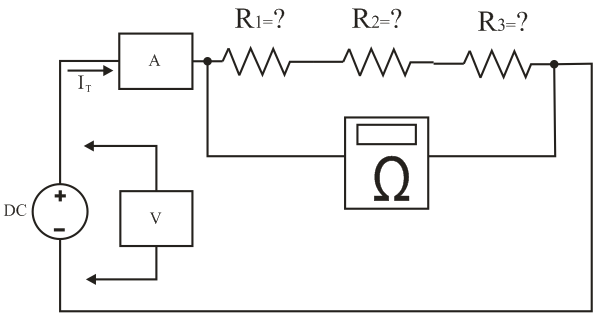 R1=? R2=? R3=?
A
IT
DC
V
Ω